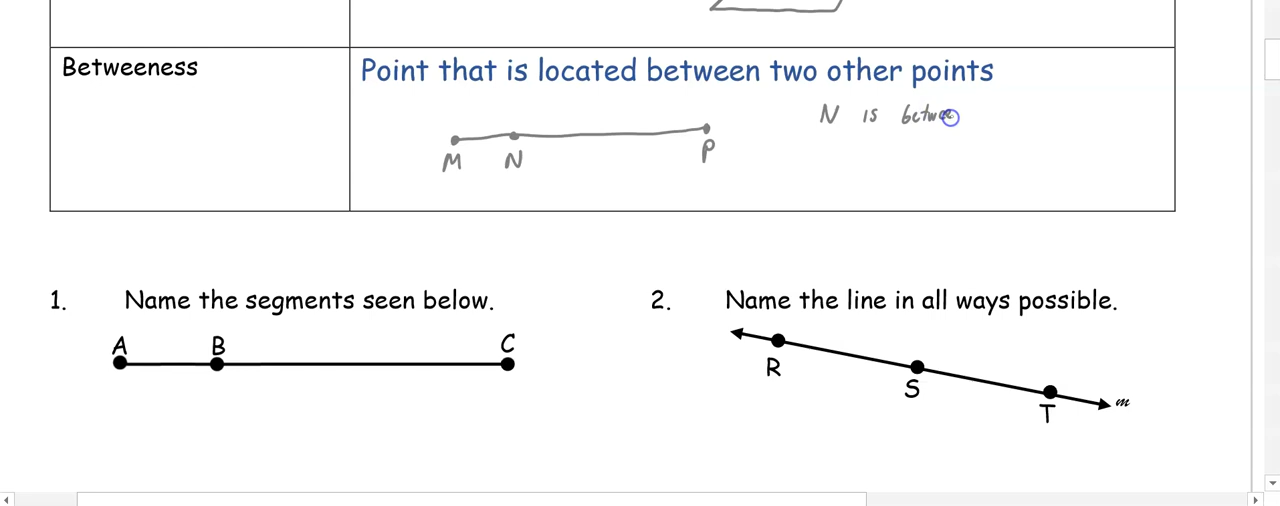 Betweeness
Point that is located between two other points
N is betwe
M N P
1. Name the segments seen below.
A B C
2. Name the line in all ways possible.
R S T m